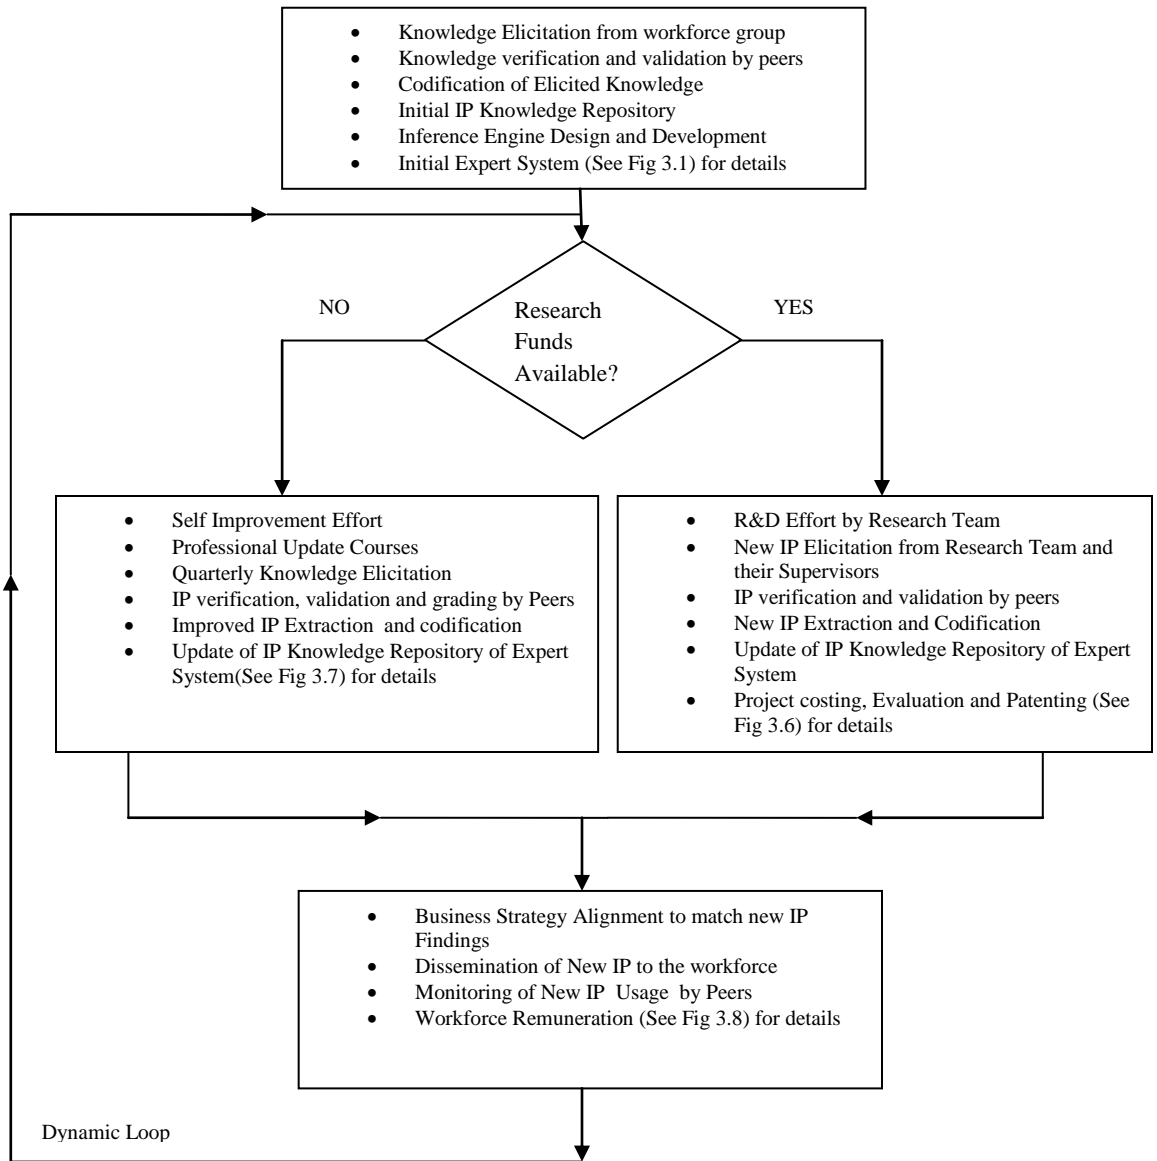 • Knowledge Elicitation from workforce group
• Knowledge verification and validation by peers
• Codification of Elicited Knowledge
• Initial IP Knowledge Repository
• Inference Engine Design and Development
• Initial Expert System (See Fig 3.1) for details
NO
YES
Research
Funds
Available?
• Self Improvement Effort
• Professional Update Courses
• Quarterly Knowledge Elicitation
• IP verification, validation and grading by Peers
• Improved IP Extraction and codification
• Update of IP Knowledge Repository of Expert
System(See Fig 3.7) for details
• R&D Effort by Research Team
• New IP Elicitation from Research Team and
their Supervisors
• IP verification and validation by peers
• New IP Extraction and Codification
• Update of IP Knowledge Repository of Expert
System
• Project costing, Evaluation and Patenting (See
Fig 3.6) for details
• Business Strategy Alignment to match new IP
Findings
• Dissemination of New IP to the workforce
• Monitoring of New IP Usage by Peers
• Workforce Remuneration (See Fig 3.8) for details
Dynamic Loop